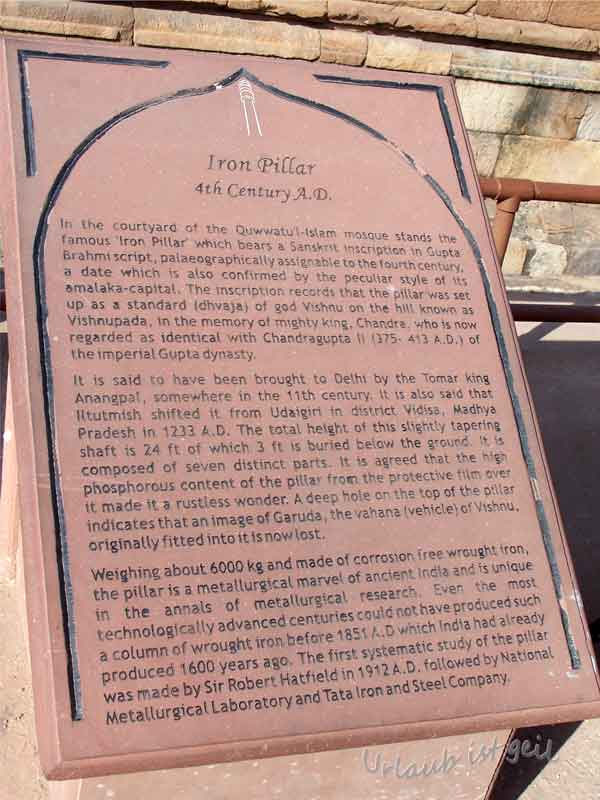 Iron Pillar
4th Century A.D.
In the courtyard of the Quwwatu'l-Islam mosque stands the
famous 'Iron Pillar' which bears a Sanskrit inscription in Gupta
Brahmi script, palaeographically assignable to the fourth century,
a date which is also confirmed by the peculiar style of its
amalaka-capital. The inscription records that the pillar was set
up as a standard (dhvaja) of god Vishnu on the hill known as
Vishnupada, in the memory of mighty king, Chandra, who is now
regarded as identical with Chandragupta II (375- 413 A.D.) of
the imperial Gupta dynasty.
It is said to have been brought to Delhi by the Tomar king
Anangpal, somewhere in the 11th century. It is also said that
Iltutmish shifted it from Udaigiri in district Vidisa, Madhya
Pradesh in 1233 A.D. The total height of this slightly tapering
shaft is 24 ft of which 3 ft is buried below the ground. It is
composed of seven distinct parts. It is agreed that the high
phosphorous content of the pillar from the protective film over
it made it a rustless wonder. A deep hole on the top of the pillar
indicates that an image of Garuda, the vahana (vehicle) of Vishnu,
originally fitted into it is now lost.
Weighing about 6000 kg and made of corrosion free wrought iron,
the pillar is a metallurgical marvel of ancient India and is unique
in the annals of metallurgical research. Even the most
technologically advanced centuries could not have produced such
a column of wrought iron before 1851 A.D which India had already
produced 1600 years ago. The first systematic study of the pillar
was made by Sir Robert Hatfield in 1912 A.D. followed by National
Metallurgical Laboratory and Tata Iron and Steel Company.
Urlaub ist geil